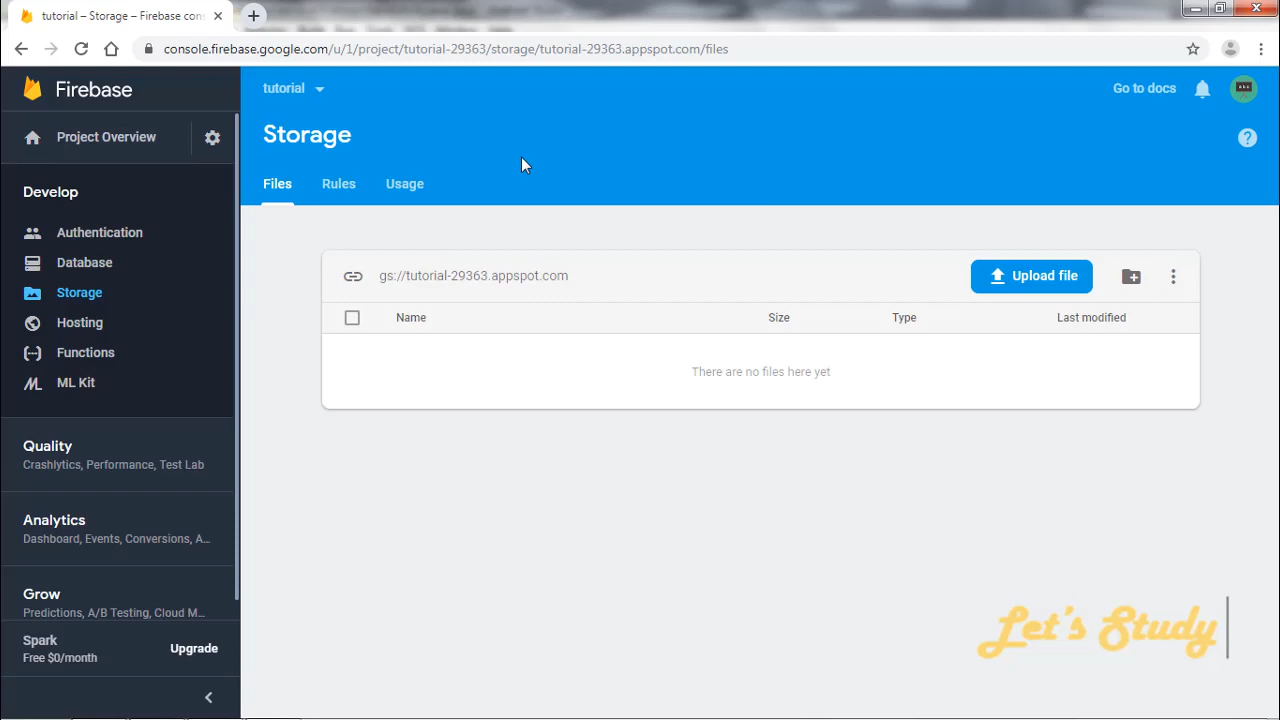 tutorial – Storage – Firebase con
console.firebase.google.com/u/1/project/tutorial-29363/storage/tutorial-29363.appspot.com/files
Firebase
tutorial
Go to docs
Project Overview
Storage
Files Rules Usage
Develop
Authentication
Database
Storage
Hosting
Functions
ML Kit
gs://tutorial-29363.appspot.com
Upload file
Name Size Type Last modified
There are no files here yet
Quality
Crashlytics, Performance, Test Lab
Analytics
Dashboard, Events, Conversions, A...
Grow
Predictions, A/B Testing, Cloud M...
Spark
Free $0/month
Upgrade
Let's Study